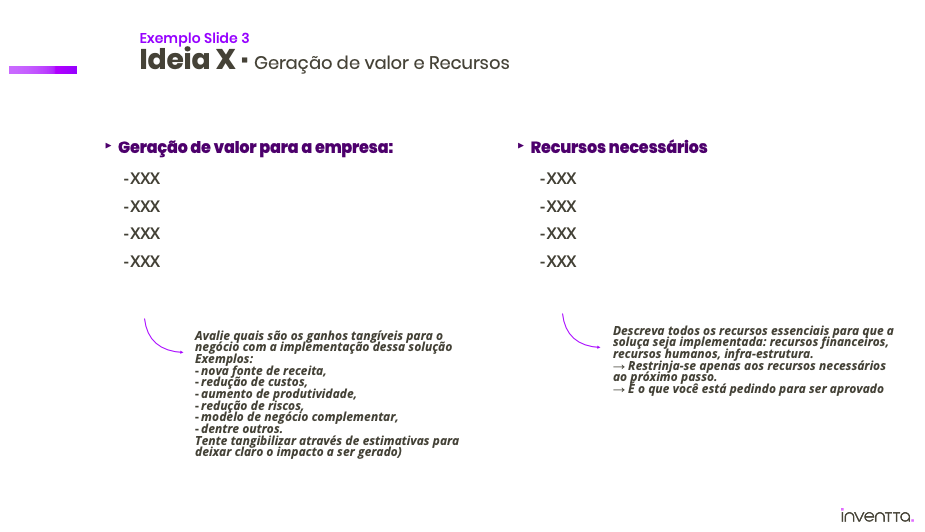 Exemplo Slide 3
Ideia X · Geração de valor e Recursos
Geração de valor para a empresa:
-XXX
-XXX
-XXX
-XXX
Avalie quais são os ganhos tangíveis para o
negócio com a implementação dessa solução
Exemplos:
- nova fonte de receita,
- redução de custos,
- aumento de produtividade,
- redução de riscos,
- modelo de negócio complementar,
- dentre outros.
Tente tangibilizar através de estimativas para
deixar claro o impacto a ser gerado)
Recursos necessários
-XXX
-XXX
-XXX
-XXX
Descreva todos os recursos essenciais para que a
soluça seja implementada: recursos financeiros,
recursos humanos, infra-estrutura.
→ Restrinja-se apenas aos recursos necessários
ao próximo passo.
→ É o que você está pedindo para ser aprovado
inventta.